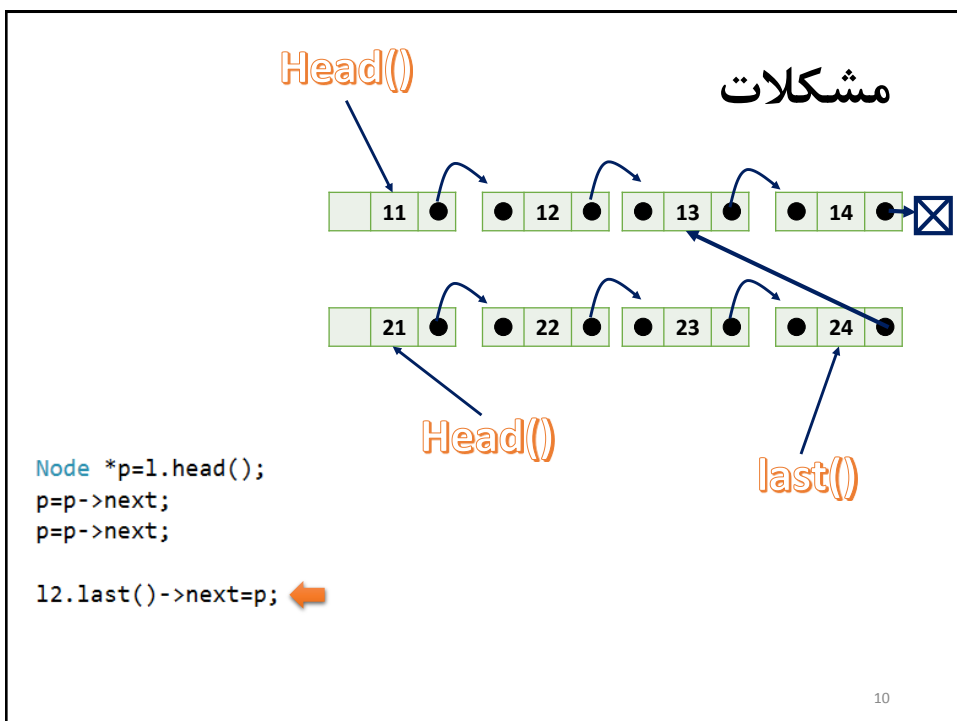 مشکلات
Head()
11 12 13 14
21 22 23 24
Head()
last()
Node *p=l.head();
p=p->next;
p=p->next;
l2.last()->next=p;
10